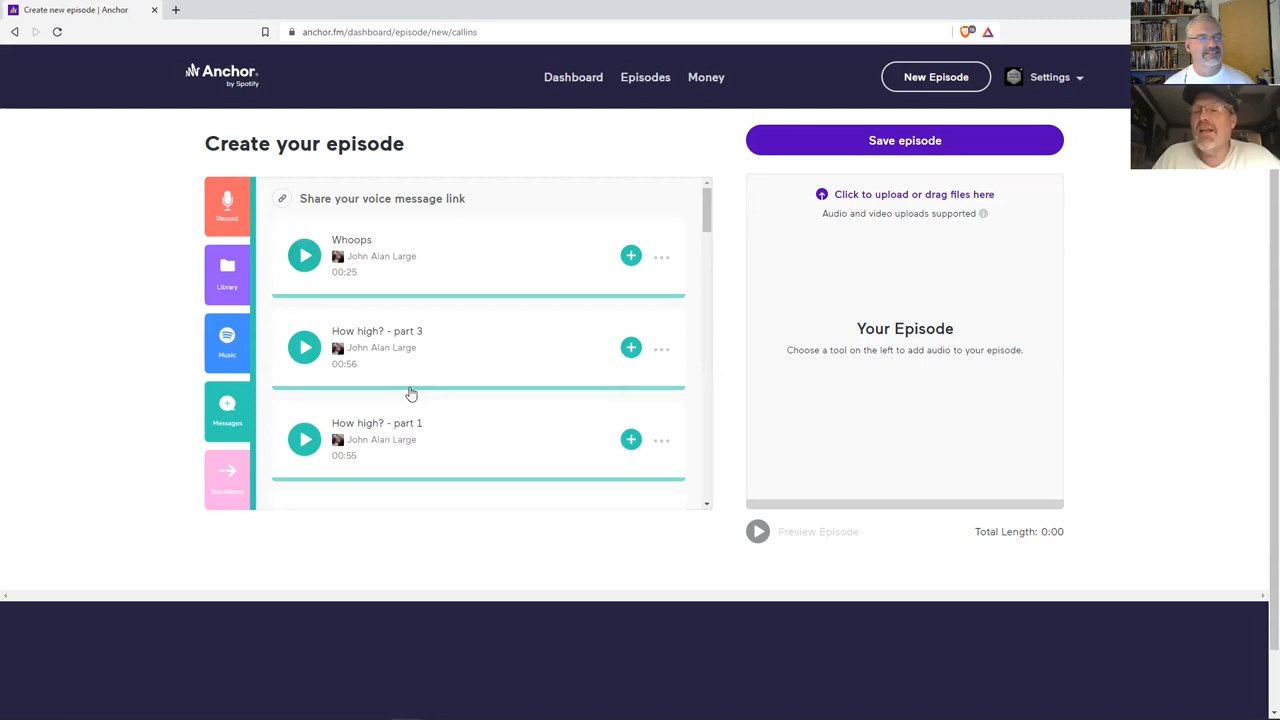 Create new episode | Anchor
anchor.fm/dashboard/episode/new/callins
Anchor
by Spotify
Dashboard
Episodes
Money
New Episode
Settings
Create your episode
Save episode
Record
Library
Music
Messages
Transitions
Share your voice message link
Whoops
John Alan Large
00:25
How high? - part 3
John Alan Large
00:56
How high? - part 1
John Alan Large
00:55
Click to upload or drag files here
Audio and video uploads supported
Your Episode
Choose a tool on the left to add audio to your episode.
Preview Episode
Total Length: 0:00